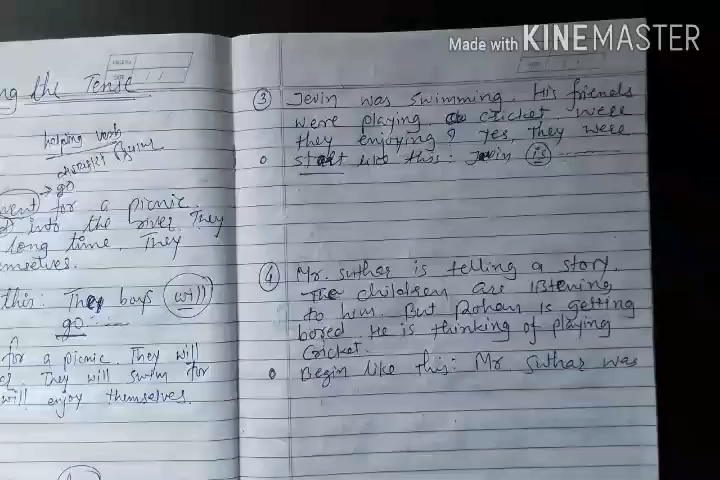 Made with KINEMASTER
ng the Tense
helping verb
character
go
went for a picnic.
into the river. They
long time. They
mselves.
this: They boys will
go
for a picnic. They will
. They will swim for
will enjoy themselves.
③ Jevin was swimming. His friends
were playing cricket. Were
they enjoying? Yes, they were
start like this: Jevin is
④ Mr. Suthar is telling a story.
The children are listening
to him. But Rohan is getting
bored. He is thinking of playing
Cricket.
Begin like this: Mr. Suthar was